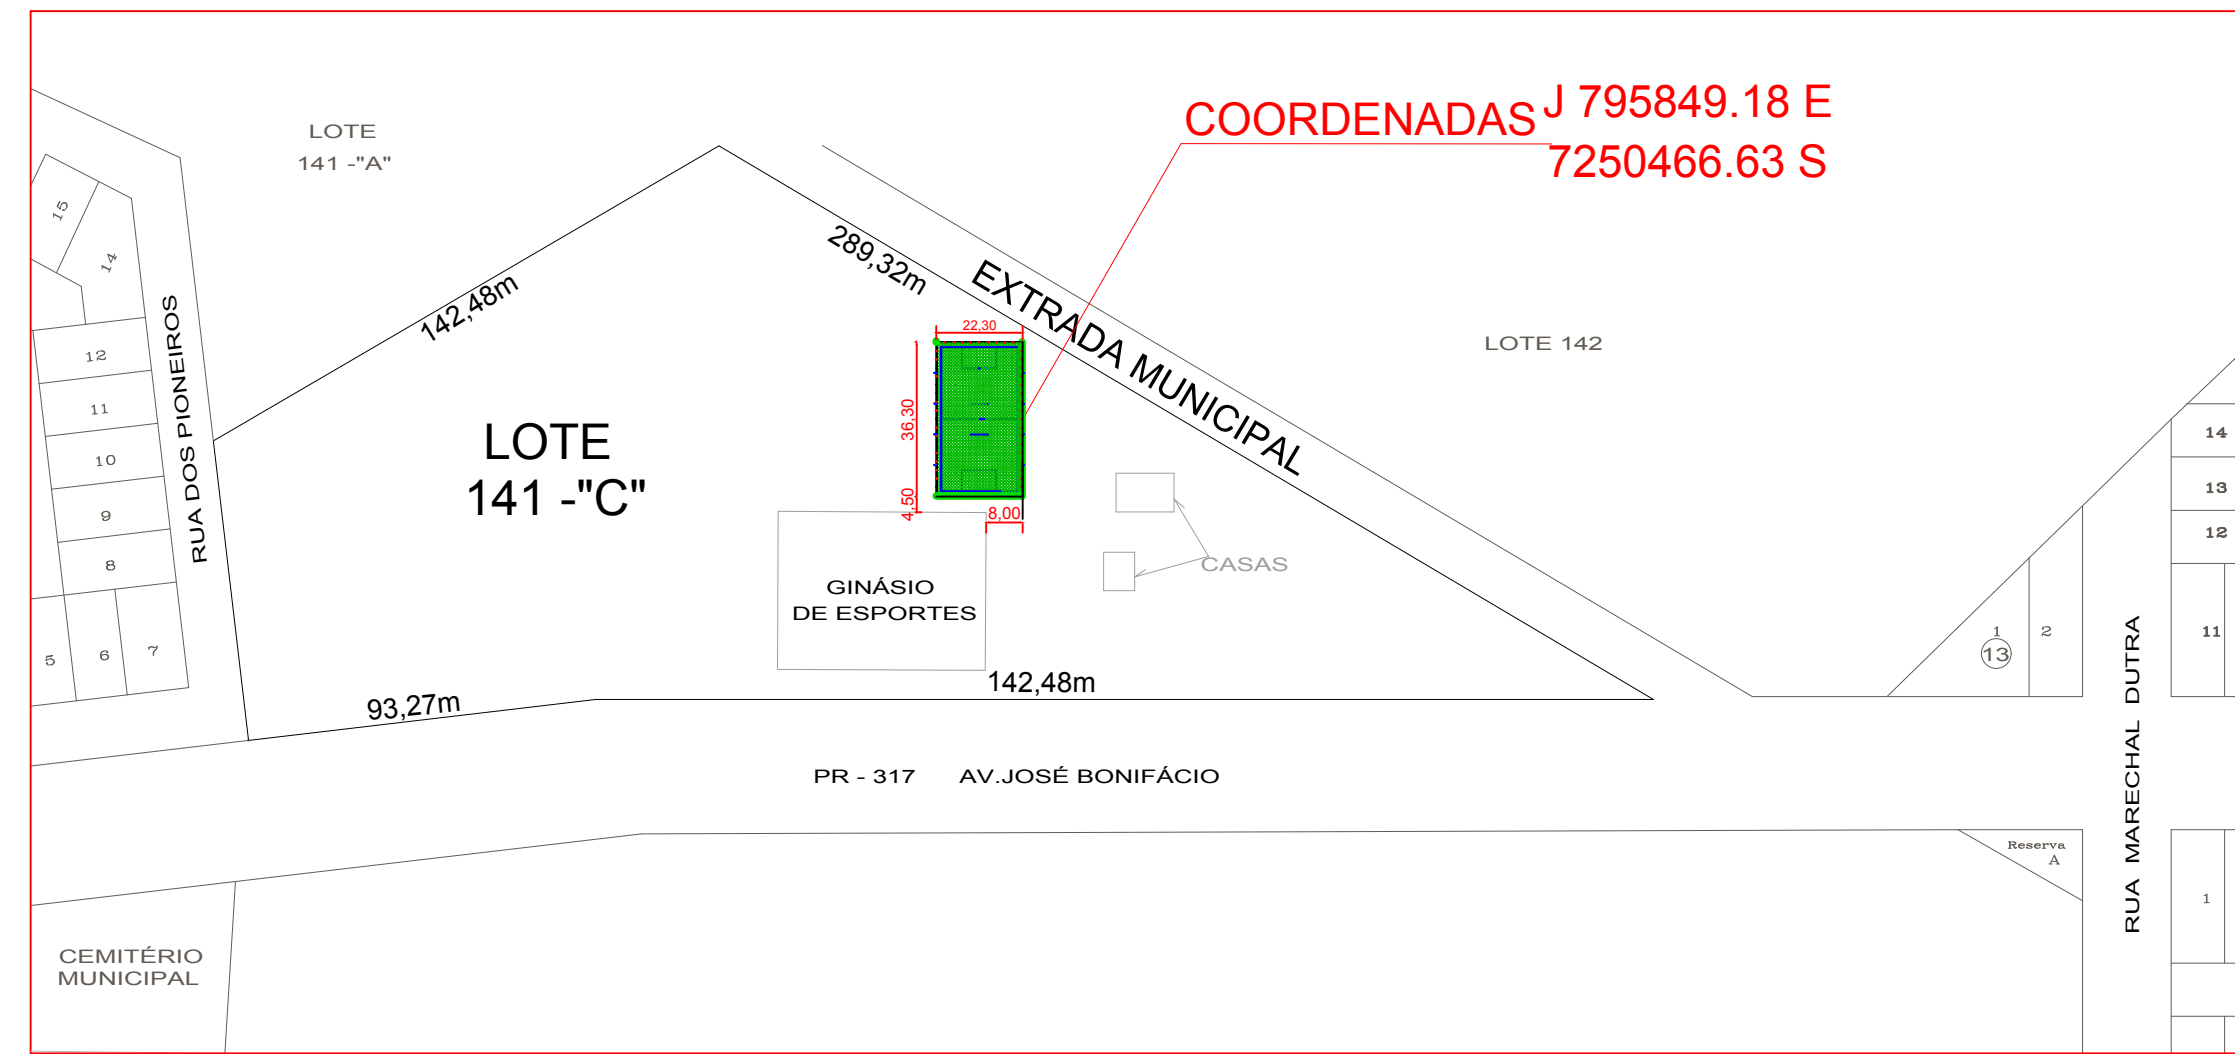 COORDENADAS
J 795849.18 E
7250466.63 S
LOTE
141 -"A"
15
14
12
11
10
9
8
5
6
7
RUA DOS PIONEIROS
142,48m
289,32m
EXTRADA MUNICIPAL
LOTE 142
22,30
36,30
4,50
8,00
LOTE
141 -"C"
GINÁSIO
DE ESPORTES
CASAS
93,27m
142,48m
PR - 317 AV.JOSÉ BONIFÁCIO
CEMITÉRIO
MUNICIPAL
1
13
2
RUA MARECHAL DUTRA
14
13
12
11
Reserva
A
1